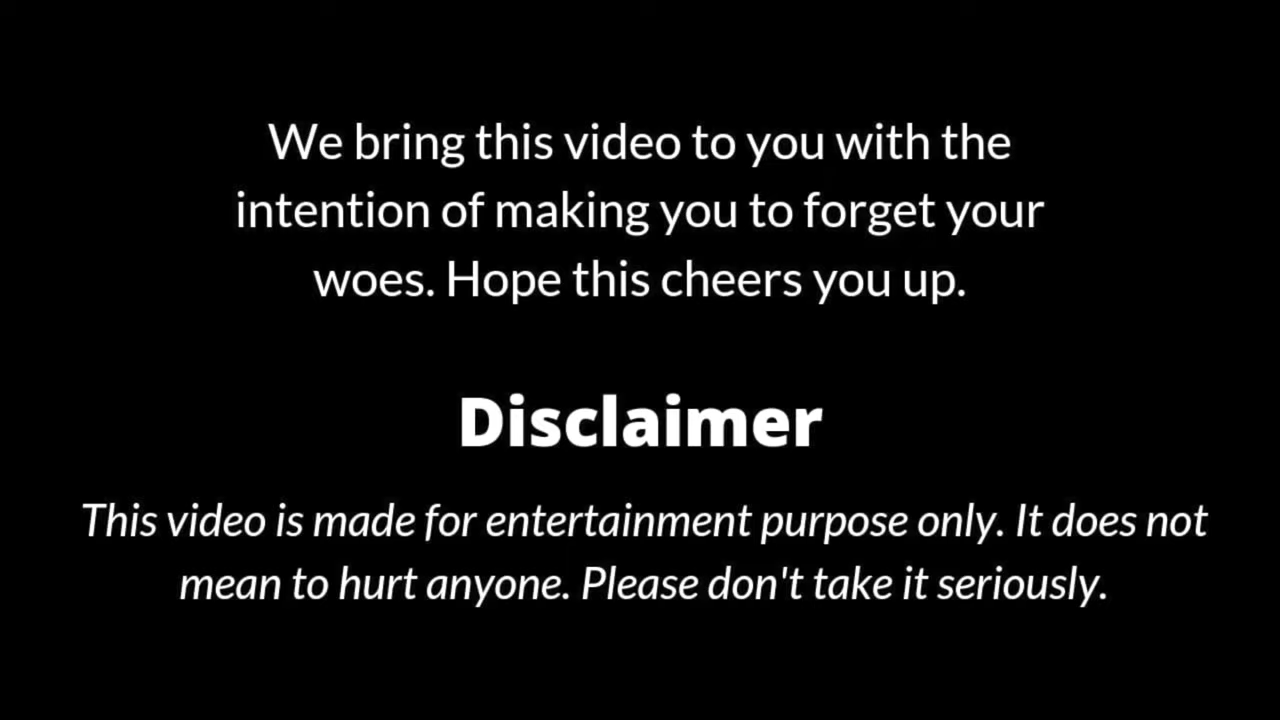 We bring this video to you with the
intention of making you to forget your
woes. Hope this cheers you up.
Disclaimer
This video is made for entertainment purpose only. It does not
mean to hurt anyone. Please don't take it seriously.